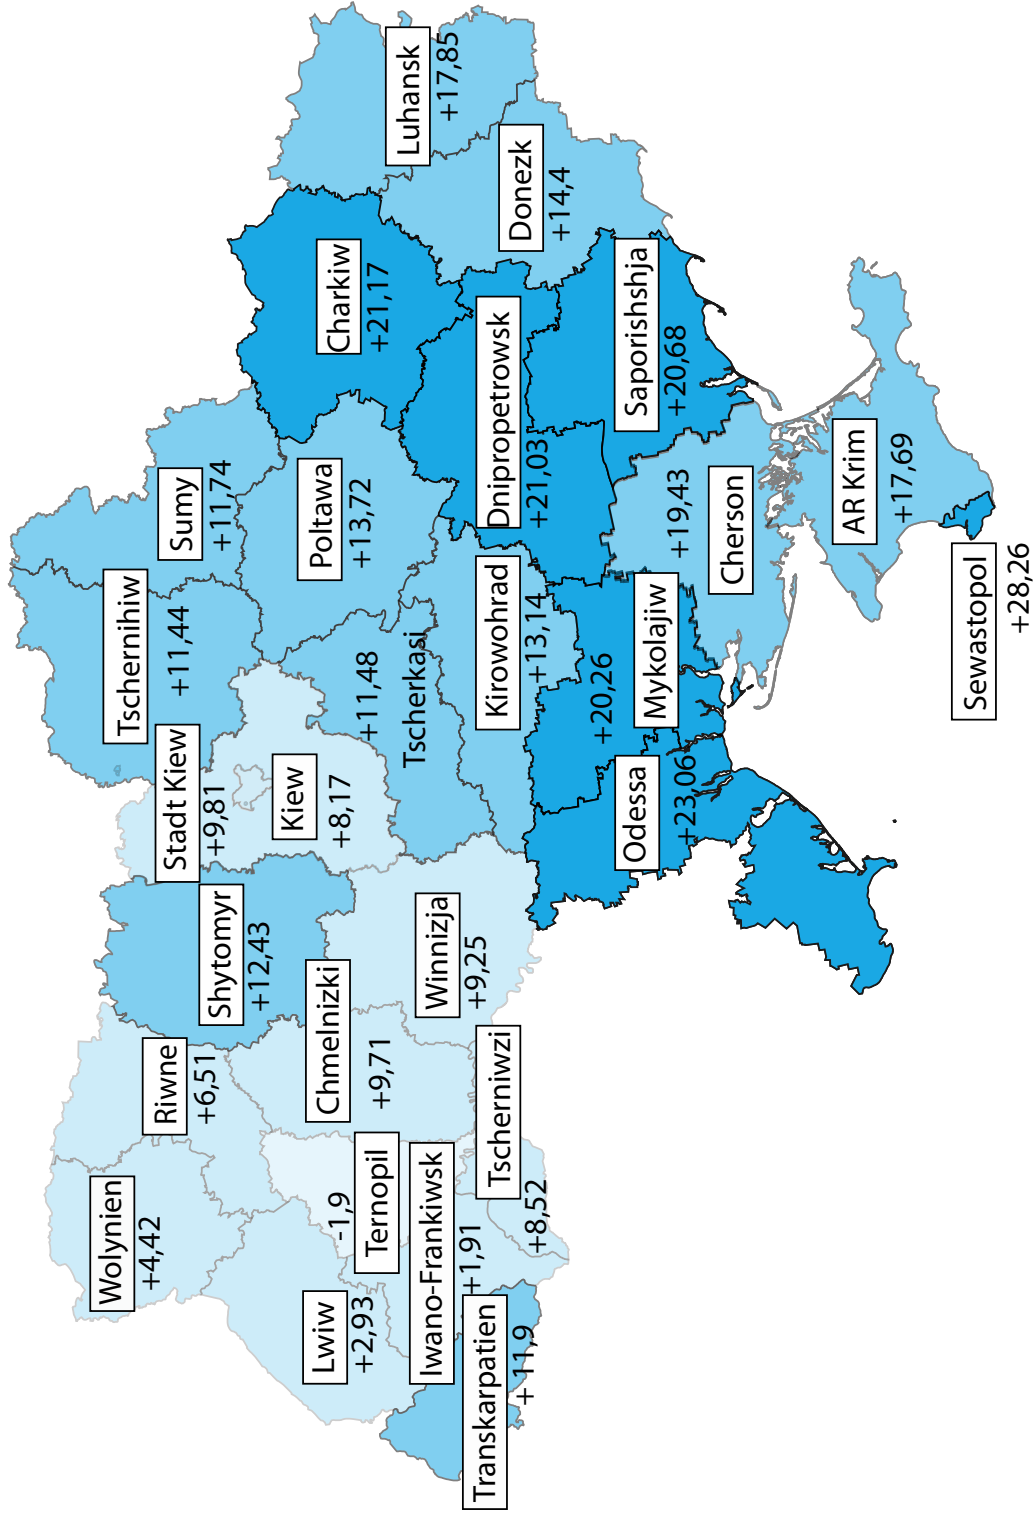 Wolynien
+4,42
Riwne
+6,51
Shytomyr
+12,43
Stadt Kiew
+9,81
Kiew
+8,17
Tschernihiw
+11,44
Sumy
+11,74
Lwiw
+2,93
-1,9
Ternopil
Chmelnizki
+9,71
Winnizja
+9,25
+11,48
Tscherkasi
Poltawa
+13,72
Charkiw
+21,17
Luhansk
+17,85
Iwano-Frankiwsk
+1,91
Transkarpatien
+ 11,9
Tscherniwzi
+8,52
Kirowohrad
+13,14
Dnipropetrowsk
+21,03
Donezk
+14,4
Odessa
+23,06
+20,26
Mykolajiw
+19,43
Cherson
Saporishshja
+20,68
AR Krim
+17,69
Sewastopol
+28,26